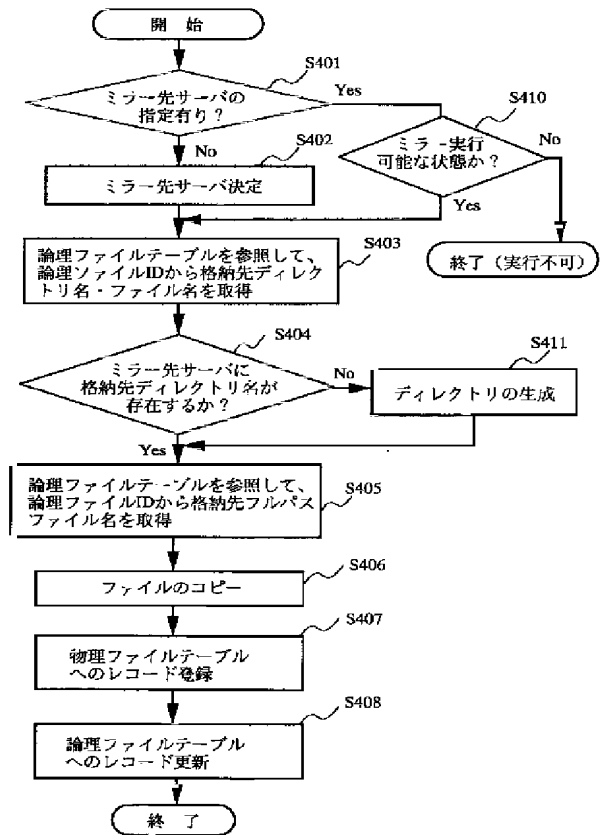 開 始
S401
ミラー先サーバの
指定有り？
Yes
S410
No
S402
ミラー実行
可能な状態か？
No
ミラー先サーバ決定
Yes
S403
論理ファイルテーブルを参照して、
論理ファイルIDから格納先ディレク
トリ名・ファイル名を取得
終了（実行不可）
S404
ミラー先サーバに
格納先ディレクトリ名が
存在するか？
No
S411
ディレクトリの生成
Yes
論理ファイルテーブルを参照して、
論理ファイルIDから格納先フルパス
ファイル名を取得
S405
S406
ファイルのコピー
S407
物理ファイルテーブル
へのレコード登録
S408
論理ファイルテーブル
へのレコード更新
終 了